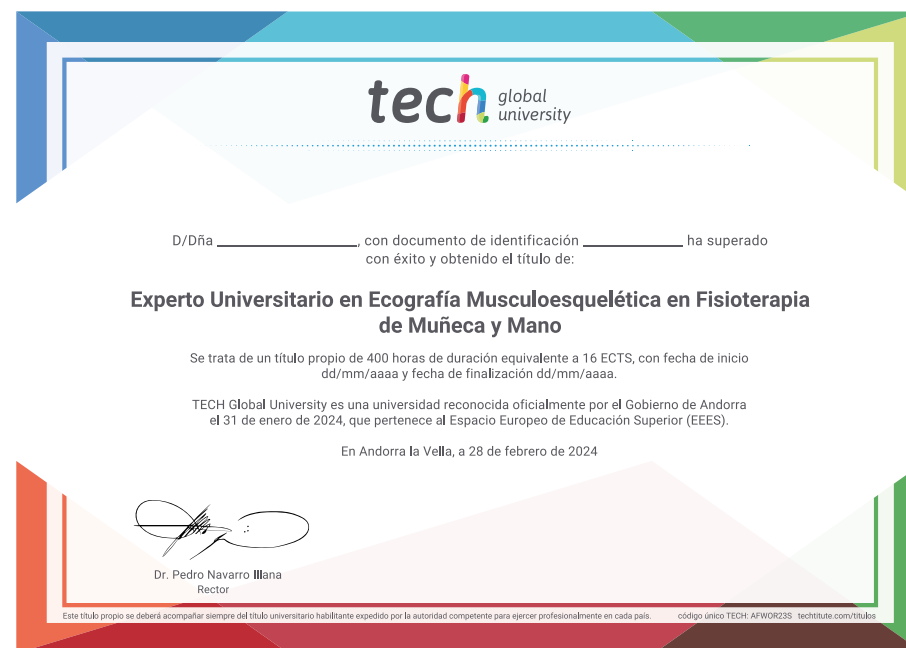 tech global
university
D/Dña ____________________, con documento de identificación ______________ ha superado
con éxito y obtenido el título de:
Experto Universitario en Ecografía Musculoesquelética en Fisioterapia
de Muñeca y Mano
Se trata de un título propio de 400 horas de duración equivalente a 16 ECTS, con fecha de inicio
dd/mm/aaaa y fecha de finalización dd/mm/aaaa.
TECH Global University es una universidad reconocida oficialmente por el Gobierno de Andorra
el 31 de enero de 2024, que pertenece al Espacio Europeo de Educación Superior (EEES).
En Andorra la Vella, a 28 de febrero de 2024
Dr. Pedro Navarro Illana
Rector
Este título propio se deberá acompañar siempre del título universitario habilitante expedido por la autoridad competente para ejercer profesionalmente en cada país. código único TECH: AFWOR23S techtitute.com/titulos